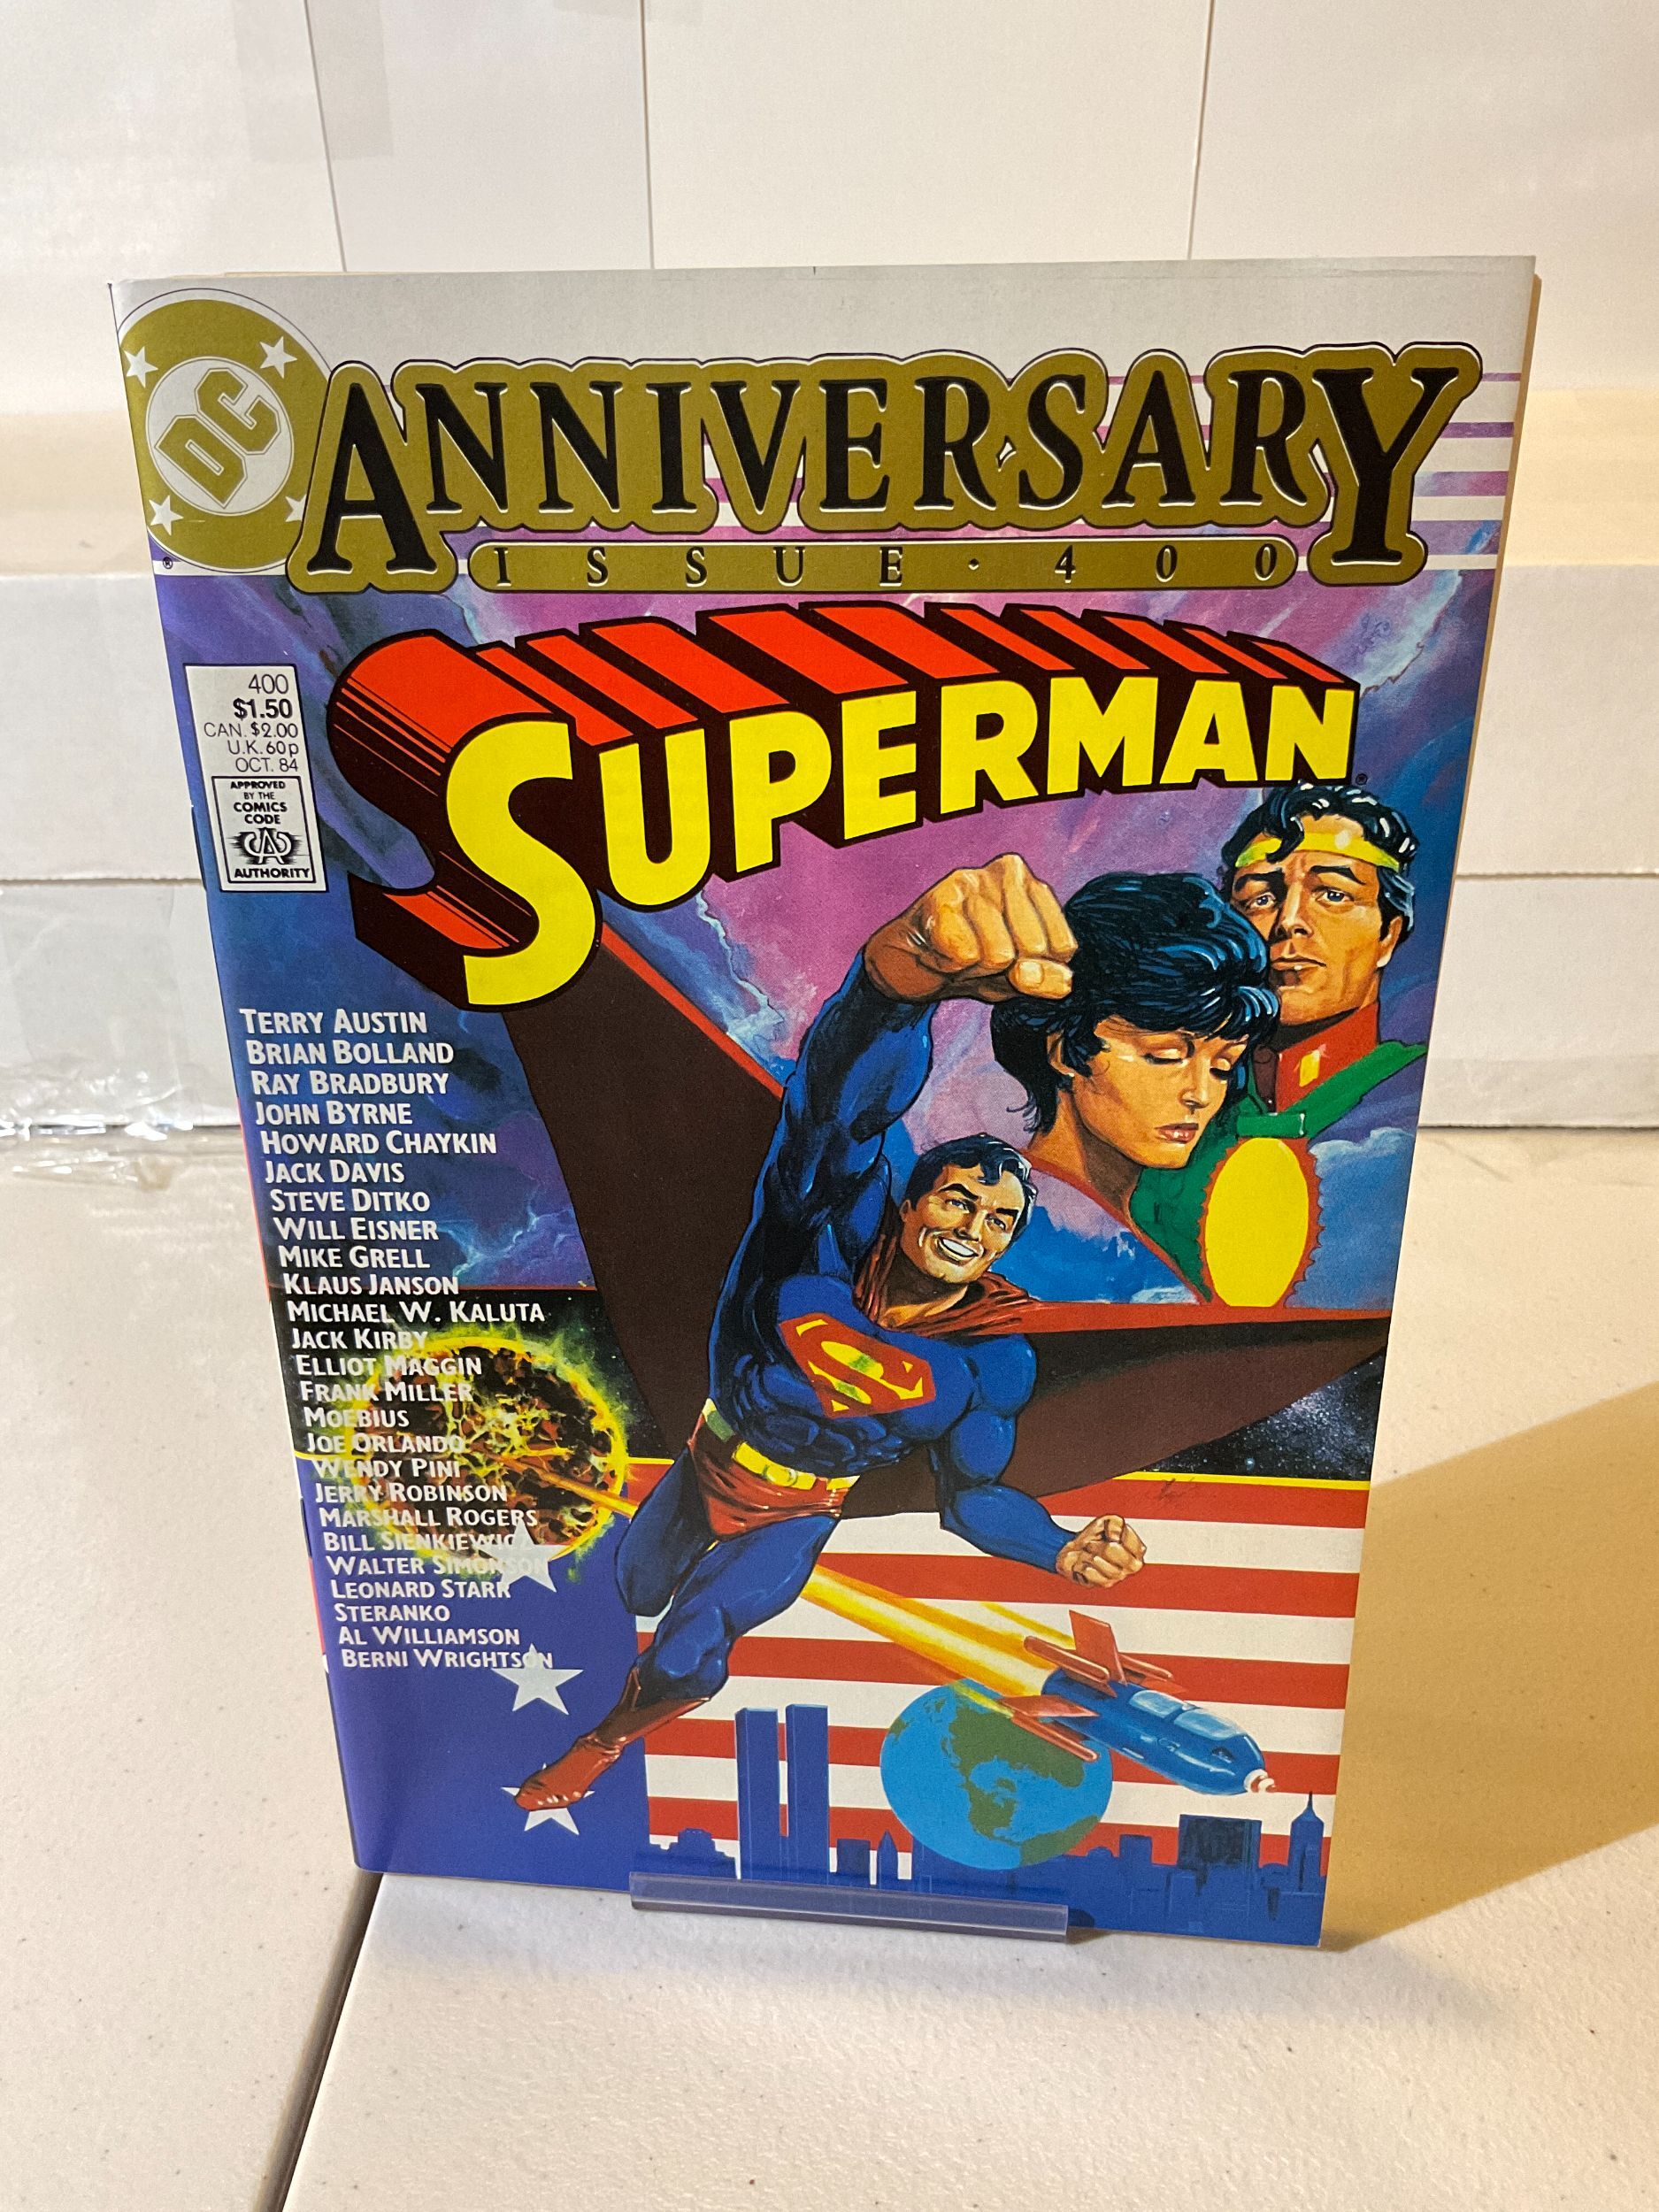 DC
ANNIVERSARY
ISSUE · 400
®
SUPERMAN
®
400
$1.50
CAN. $2.00
U.K. 60p
OCT. 84
APPROVED
BY THE
COMICS
CODE
CA
AUTHORITY
TERRY AUSTIN
BRIAN BOLLAND
RAY BRADBURY
JOHN BYRNE
HOWARD CHAYKIN
JACK DAVIS
STEVE DITKO
WILL EISNER
MIKE GRELL
KLAUS JANSON
MICHAEL W. KALUTA
JACK KIRBY
ELLIOT MAGGIN
FRANK MILLER
MOEBIUS
JOE ORLANDO
WENDY PINI
JERRY ROBINSON
MARSHALL ROGERS
BILL SIENKIEWICZ
WALTER SIMONSON
LEONARD STARR
STERANKO
AL WILLIAMSON
BERNI WRIGHTSON